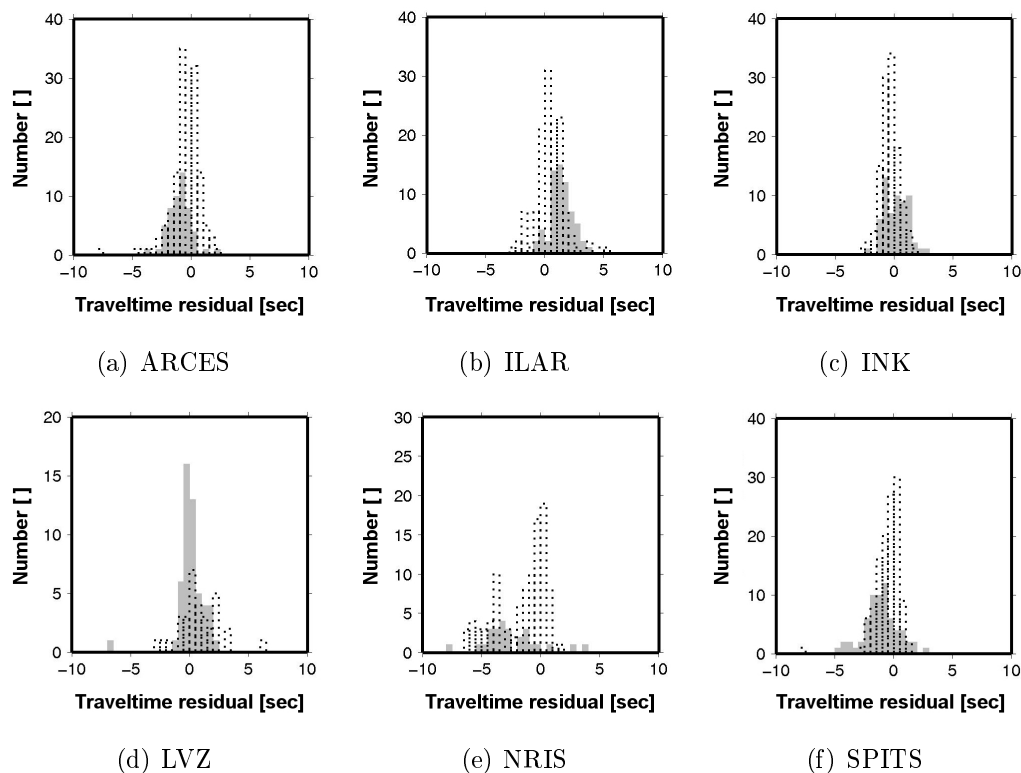 40
30
20
10
0
Number [ ]
−10 −5 0 5 10
Traveltime residual [sec]
(a) ARCES
40
30
20
10
0
Number [ ]
−10 −5 0 5 10
Traveltime residual [sec]
(b) ILAR
40
30
20
10
0
Number [ ]
−10 −5 0 5 10
Traveltime residual [sec]
(c) INK
20
15
10
5
0
Number [ ]
−10 −5 0 5 10
Traveltime residual [sec]
(d) LVZ
30
25
20
15
10
5
0
Number [ ]
−10 −5 0 5 10
Traveltime residual [sec]
(e) NRIS
40
30
20
10
0
Number [ ]
−10 −5 0 5 10
Traveltime residual [sec]
(f) SPITS